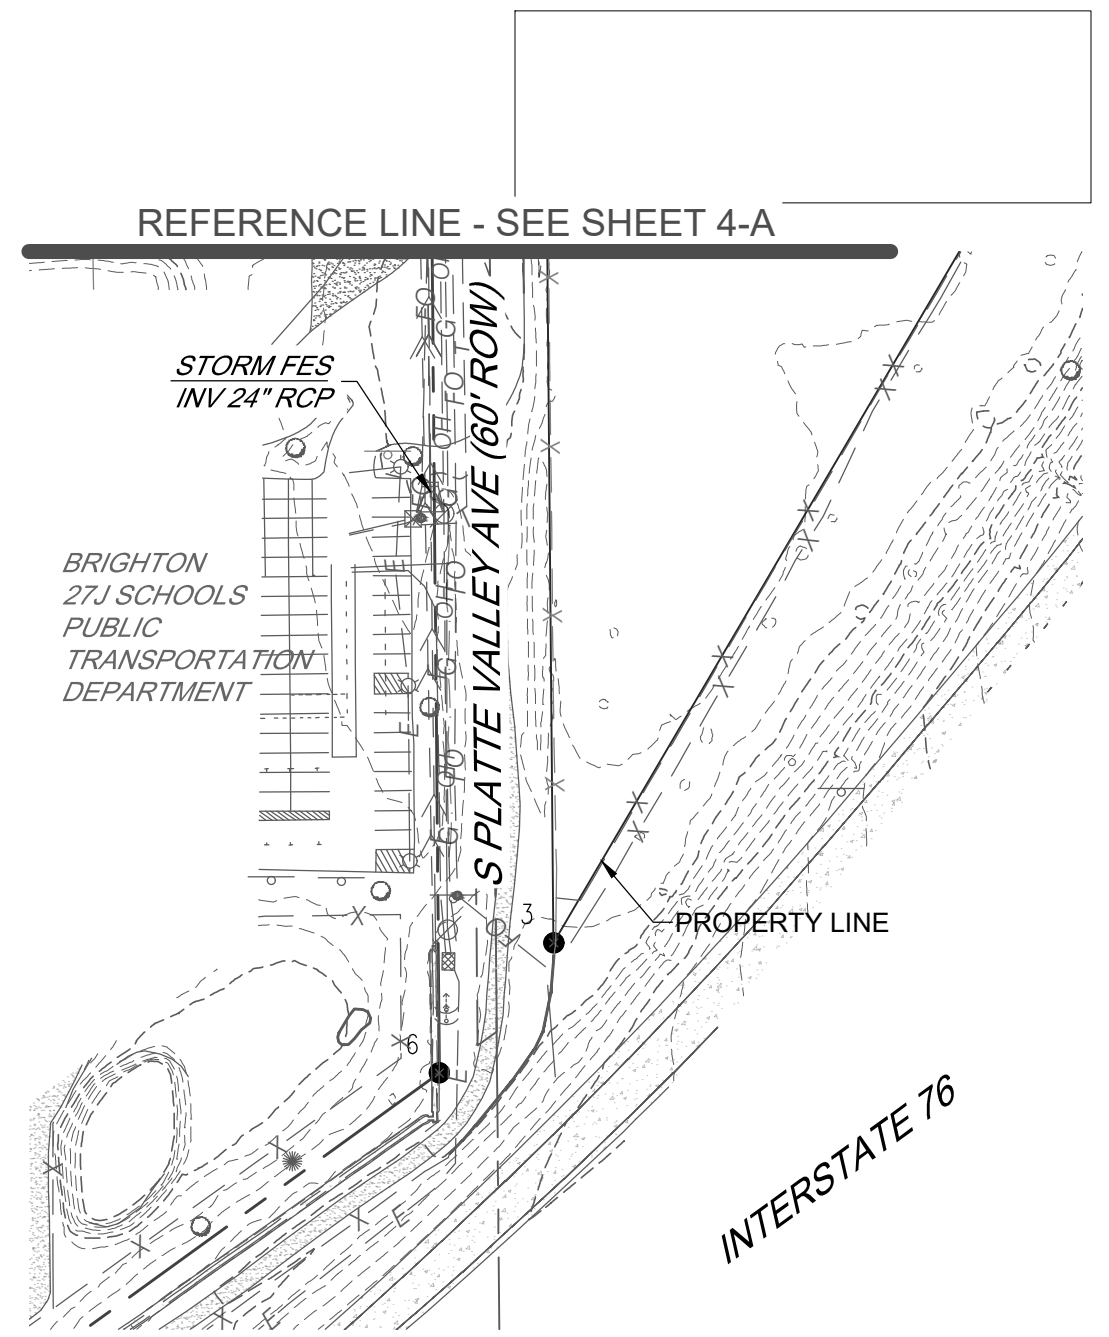 REFERENCE LINE - SEE SHEET 4-A
STORM FES
INV 24" RCP
S PLATTE VALLEY AVE (60' ROW)
BRIGHTON
27J SCHOOLS
PUBLIC
TRANSPORTATION
DEPARTMENT
3
PROPERTY LINE
6
INTERSTATE 76